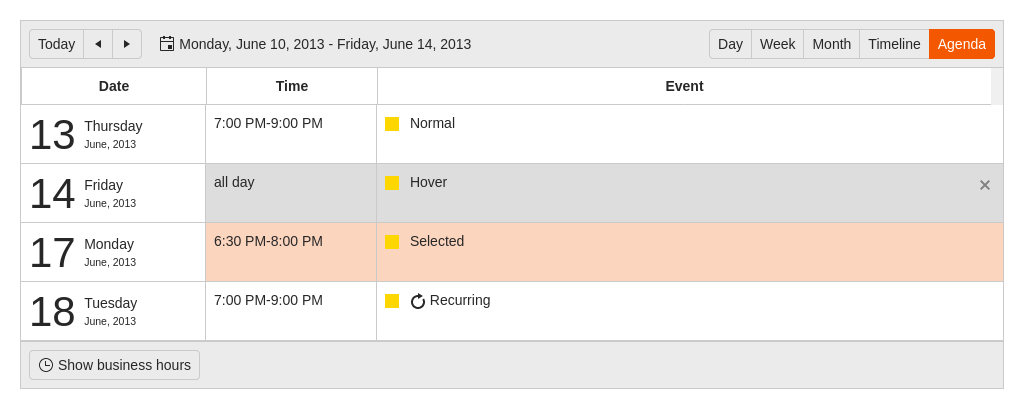 Today Monday, June 10, 2013 - Friday, June 14, 2013 Day Week Month Timeline Agenda
Date Time Event
13 Thursday June, 2013 7:00 PM-9:00 PM Normal
14 Friday June, 2013 all day Hover
17 Monday June, 2013 6:30 PM-8:00 PM Selected
18 Tuesday June, 2013 7:00 PM-9:00 PM Recurring
Show business hours